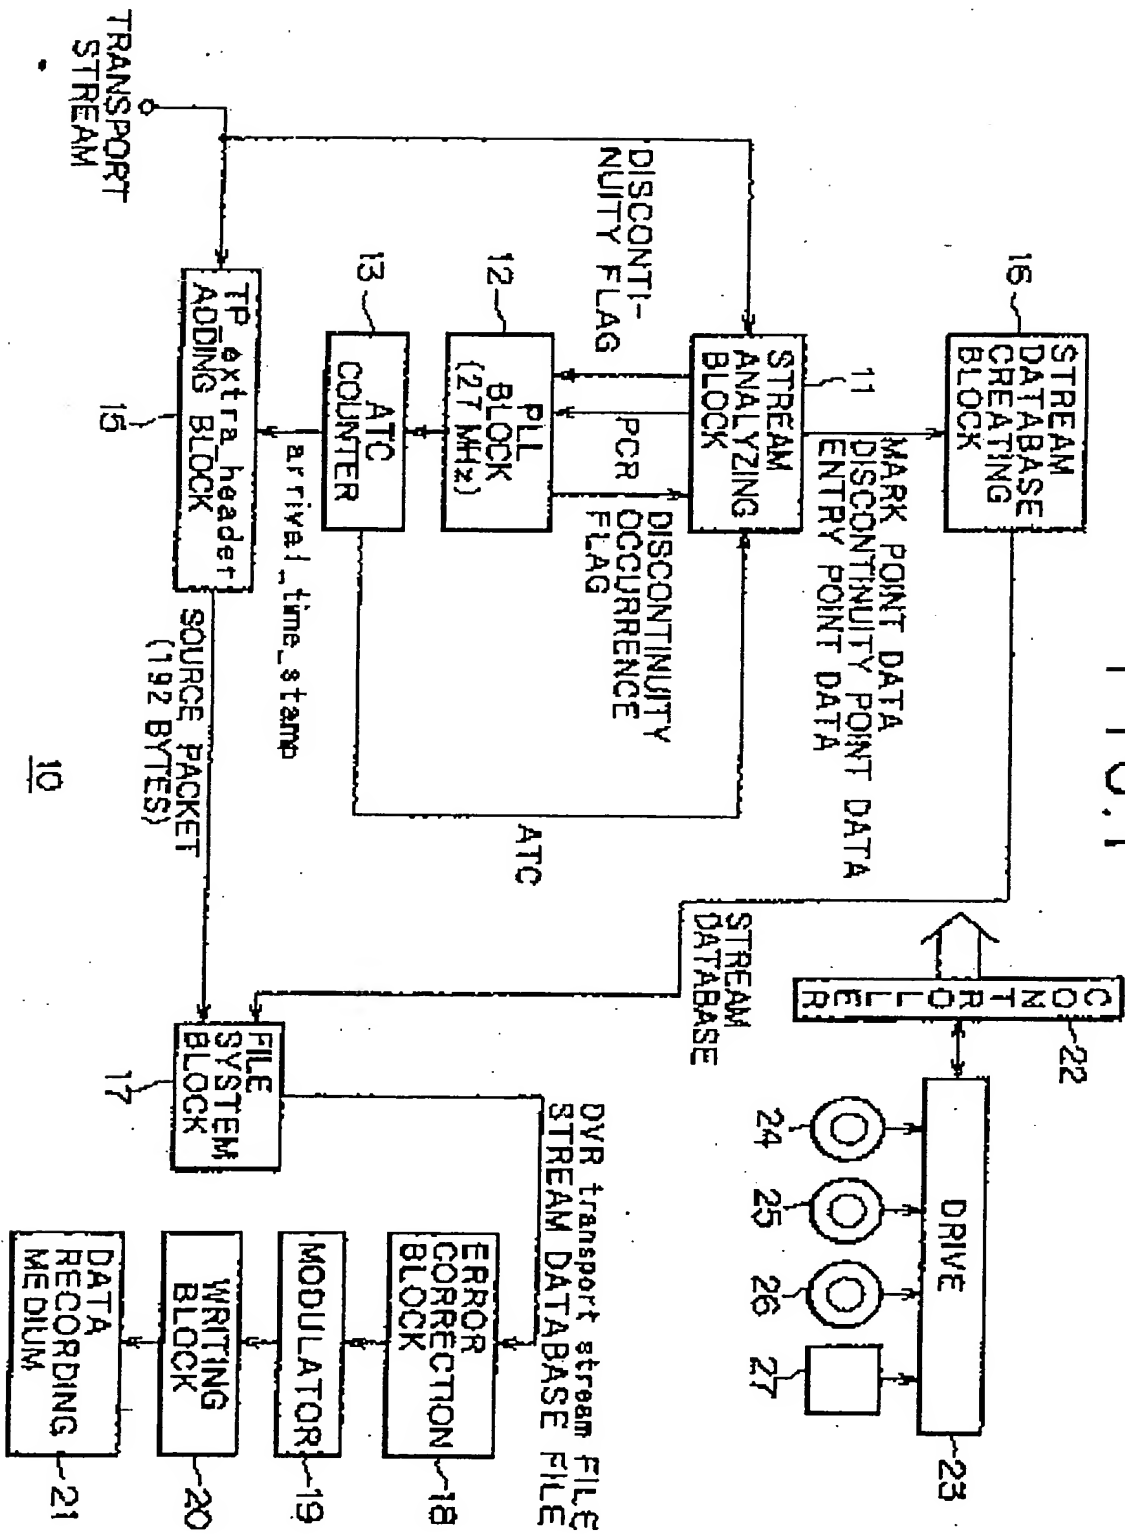 FIG.1
10
TRANSPORT
STREAM
16
STREAM
DATABASE
CREATING
BLOCK
11
STREAM
ANALYZING
BLOCK
MARK POINT DATA
DISCONTINUITY POINT DATA
ENTRY POINT DATA
DISCONTI-
NUITY FLAG
PCR
DISCONTINUITY
OCCURRENCE
FLAG
12
PLL
BLOCK
(27 MHz)
13
ATC
COUNTER
ATC
arrival_time_stamp
TP_extra_header
ADDING BLOCK
15
SOURCE PACKET
(192 BYTES)
STREAM
DATABASE
FILE
SYSTEM
BLOCK
17
DVR transport stream FILE
STREAM DATABASE FILE
CONTROLLER
22
DRIVE
23
24
25
26
27
ERROR
CORRECTION
BLOCK
18
MODULATOR
19
WRITING
BLOCK
20
DATA
RECORDING
MEDIUM
21